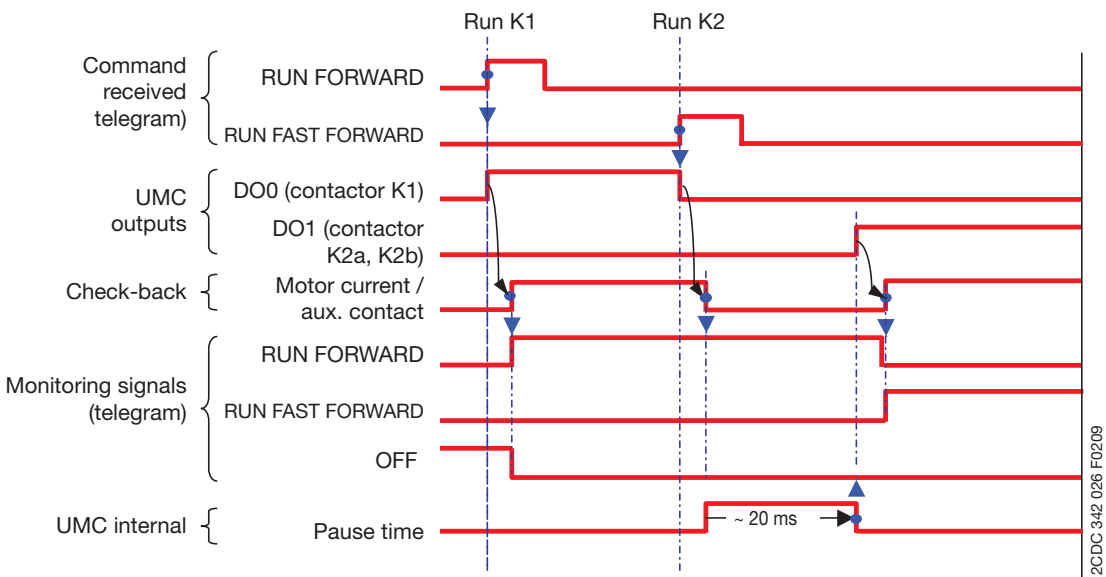 Run K1
Run K2
Command
received
telegram)
RUN FORWARD
RUN FAST FORWARD
UMC
outputs
DO0 (contactor K1)
DO1 (contactor
K2a, K2b)
Check-back
Motor current /
aux. contact
Monitoring signals
(telegram)
RUN FORWARD
RUN FAST FORWARD
OFF
UMC internal
Pause time
~ 20 ms
2CDC 342 026 F0209